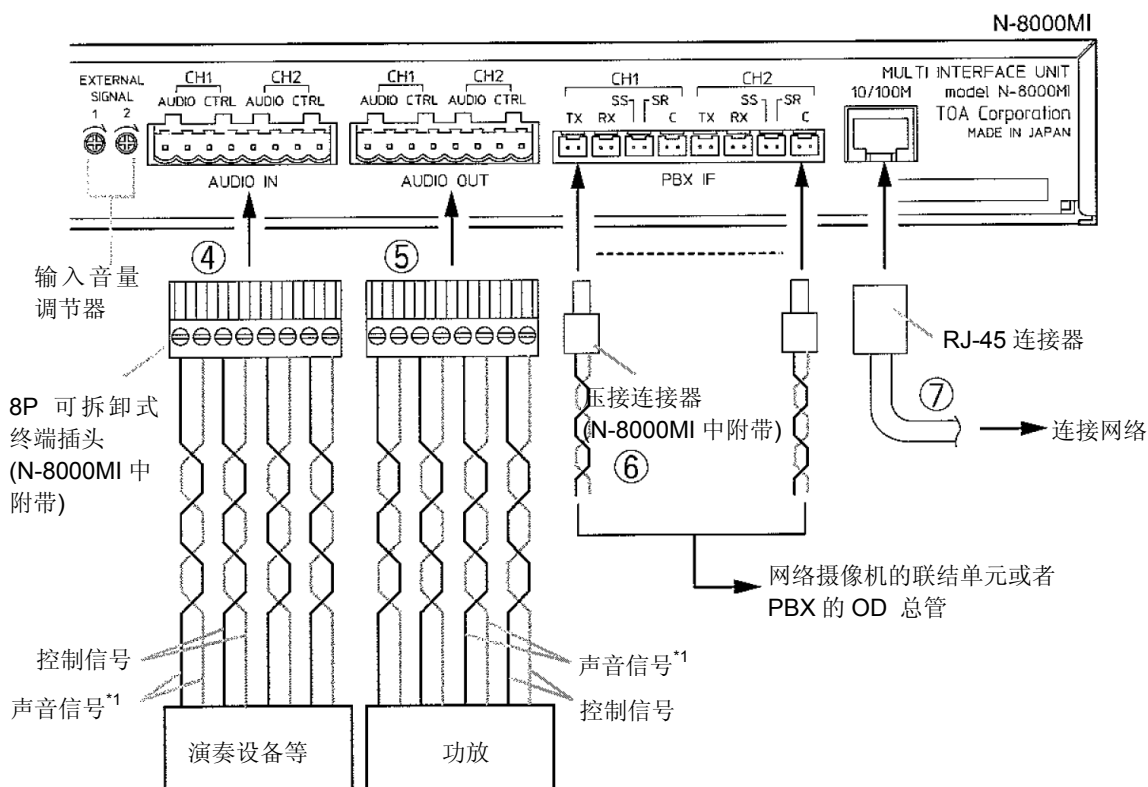 N-8000MI
EXTERNAL
SIGNAL
1 2
CH1 CH2
AUDIO CTRL AUDIO CTRL
AUDIO IN
CH1 CH2
AUDIO CTRL AUDIO CTRL
AUDIO OUT
CH1 CH2
TX RX SS SR C TX RX SS SR C
PBX IF
MULTI INTERFACE UNIT
10/100M model N-8000MI
TOA Corporation
MADE IN JAPAN
④
⑤
输入音量
调节器
RJ-45 连接器
8P 可拆卸式
终端插头
(N-8000MI 中
附带)
压接连接器
(N-8000MI 中附带)
⑥
⑦
连接网络
网络摄像机的联结单元或者
PBX 的 OD 总管
控制信号
声音信号*1
声音信号*1
控制信号
演奏设备等
功放